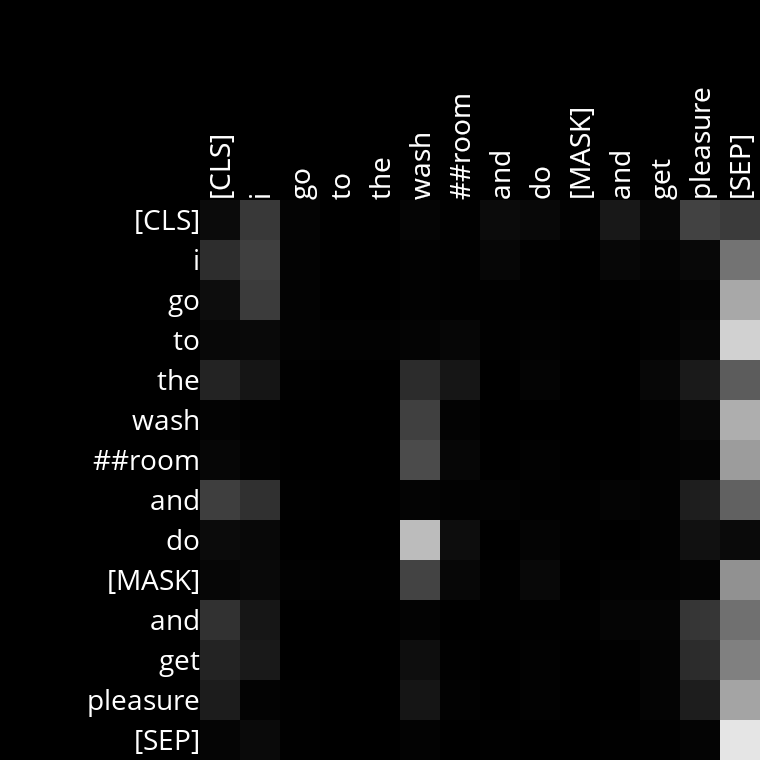 [CLS] i go to the wash ##room and do [MASK] and get pleasure [SEP]
[CLS]
i
go
to
the
wash
##room
and
do
[MASK]
and
get
pleasure
[SEP]